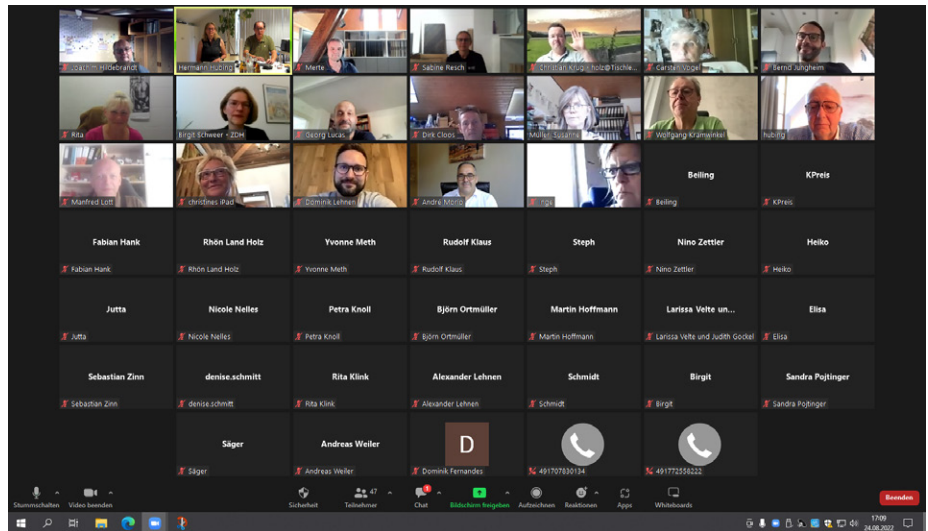 Joachim Hildebrandt
Hermann Hubing
Merte
Sabine Resch
Christian Krug - holz@Tischle...
Carsten Vogel
Bernd Jungheim
Rita
Birgit Schweer - ZDH
Georg Lucas
Dirk Cloos
Müller, Susanne
Wolfgang Kramwinkel
hubing
Manfred Lott
christines iPad
Dominik Lehnen
André
Inge
Beiling
Beiling
KPreis
KPreis
Fabian Hank
Fabian Hank
Rhön Land Holz
Rhön Land Holz
Yvonne Meth
Yvonne Meth
Rudolf Klaus
Rudolf Klaus
Steph
Steph
Nino Zettler
Nino Zettler
Heiko
Heiko
Jutta
Jutta
Nicole Nelles
Nicole Nelles
Petra Knoll
Petra Knoll
Björn Ortmüller
Björn Ortmüller
Martin Hoffmann
Martin Hoffmann
Larissa Velte un...
Larissa Velte und Judith Gockel
Elisa
Elisa
Sebastian Zinn
Sebastian Zinn
denise.schmitt
denise.schmitt
Rita Klink
Rita Klink
Alexander Lehnen
Alexander Lehnen
Schmidt
Schmidt
Birgit
Birgit
Sandra Pojtinger
Sandra Pojtinger
Säger
Säger
Andreas Weiler
Andreas Weiler
D
Dominik Fernandes
491707830134
491772556222
Stummschalten
Video beenden
Sicherheit
47
Teilnehmer
1
Chat
Bildschirm freigeben
Aufzeichnen
Reaktionen
Apps
Whiteboards
Beenden
17:09
24.08.2022